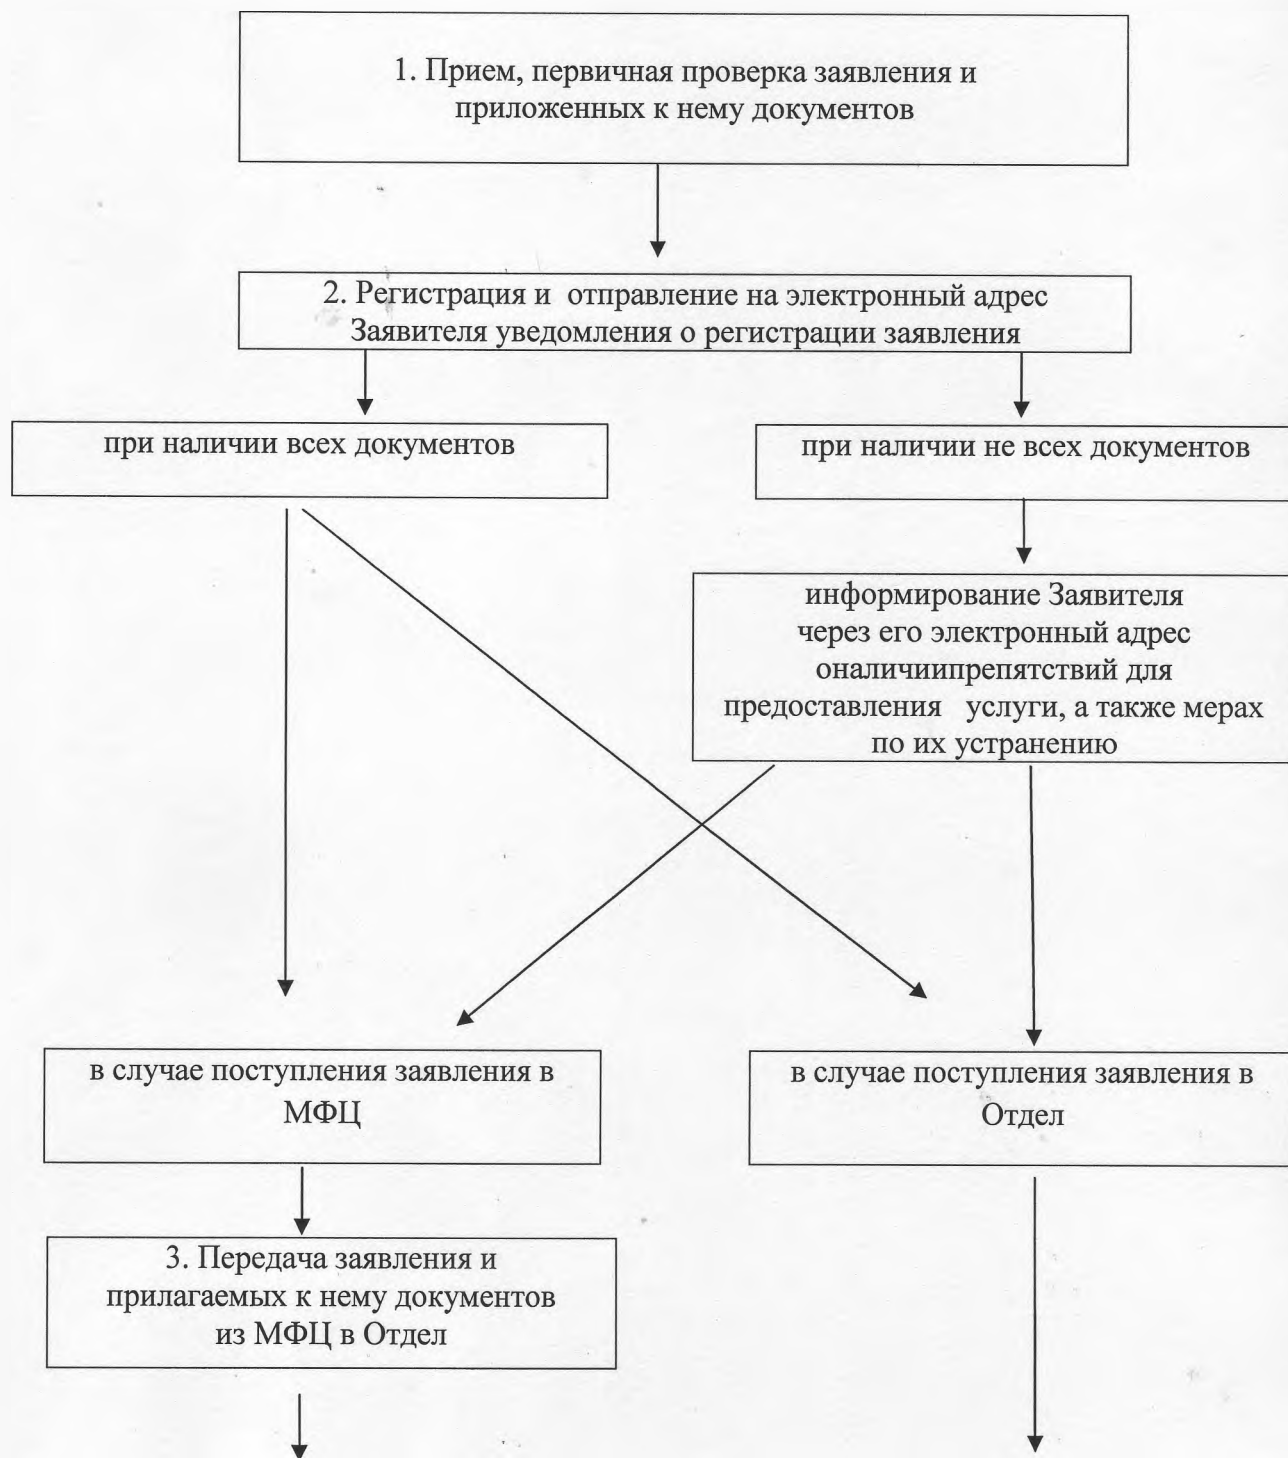 1. Прием, первичная проверка заявления и
приложенных к нему документов
2. Регистрация и отправление на электронный адрес
Заявителя уведомления о регистрации заявления
при наличии всех документов
при наличии не всех документов
информирование Заявителя
через его электронный адрес
оналичиипрепятствий для
предоставления услуги, а также мерах
по их устранению
в случае поступления заявления в
МФЦ
в случае поступления заявления в
Отдел
3. Передача заявления и
прилагаемых к нему документов
из МФЦ в Отдел